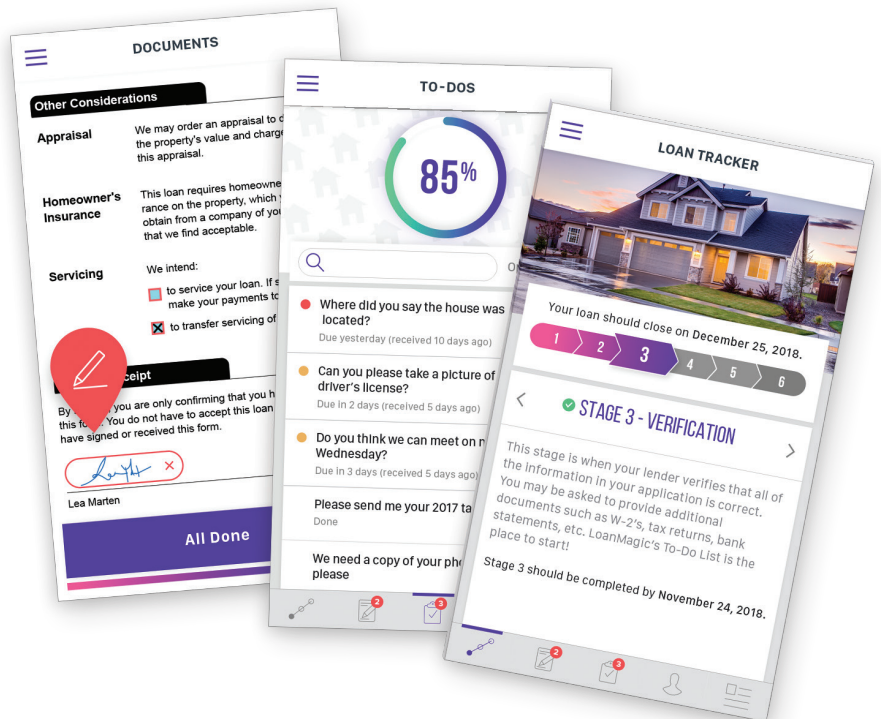 DOCUMENTS
Other Considerations
Appraisal
We may order an appraisal to
the property's value and charge
this appraisal.
Homeowner's
Insurance
This loan requires
rance on the property, which
obtain from a company of
that we find acceptable.
Servicing
We intend:
to service your loan. If
make your payments to
to transfer servicing of
By you are only confirming that you
this You do not have to accept this loan
have signed or received this form.
Lea Marten
All Done
TO-DOS
85%
Where did you say the house was
located?
Due yesterday (received 10 days ago)
Can you please take a picture of
driver's license?
Due in 2 days (received 5 days ago)
Do you think we can meet on
Wednesday?
Due in 3 days (received 5 days ago)
Please send me your 2017
Done
We need a copy of your
please
2
3
LOAN TRACKER
Your loan should close on December 25, 2018.
1 2 3 4 5 6
STAGE 3 - VERIFICATION
This stage is when your lender verifies that all of
the information in your application is correct.
You may be asked to provide additional
documents such as W-2's, tax returns, bank
statements, etc. LoanMagic's To-Do List is the
place to start!
Stage 3 should be completed by November 24, 2018.
2
3